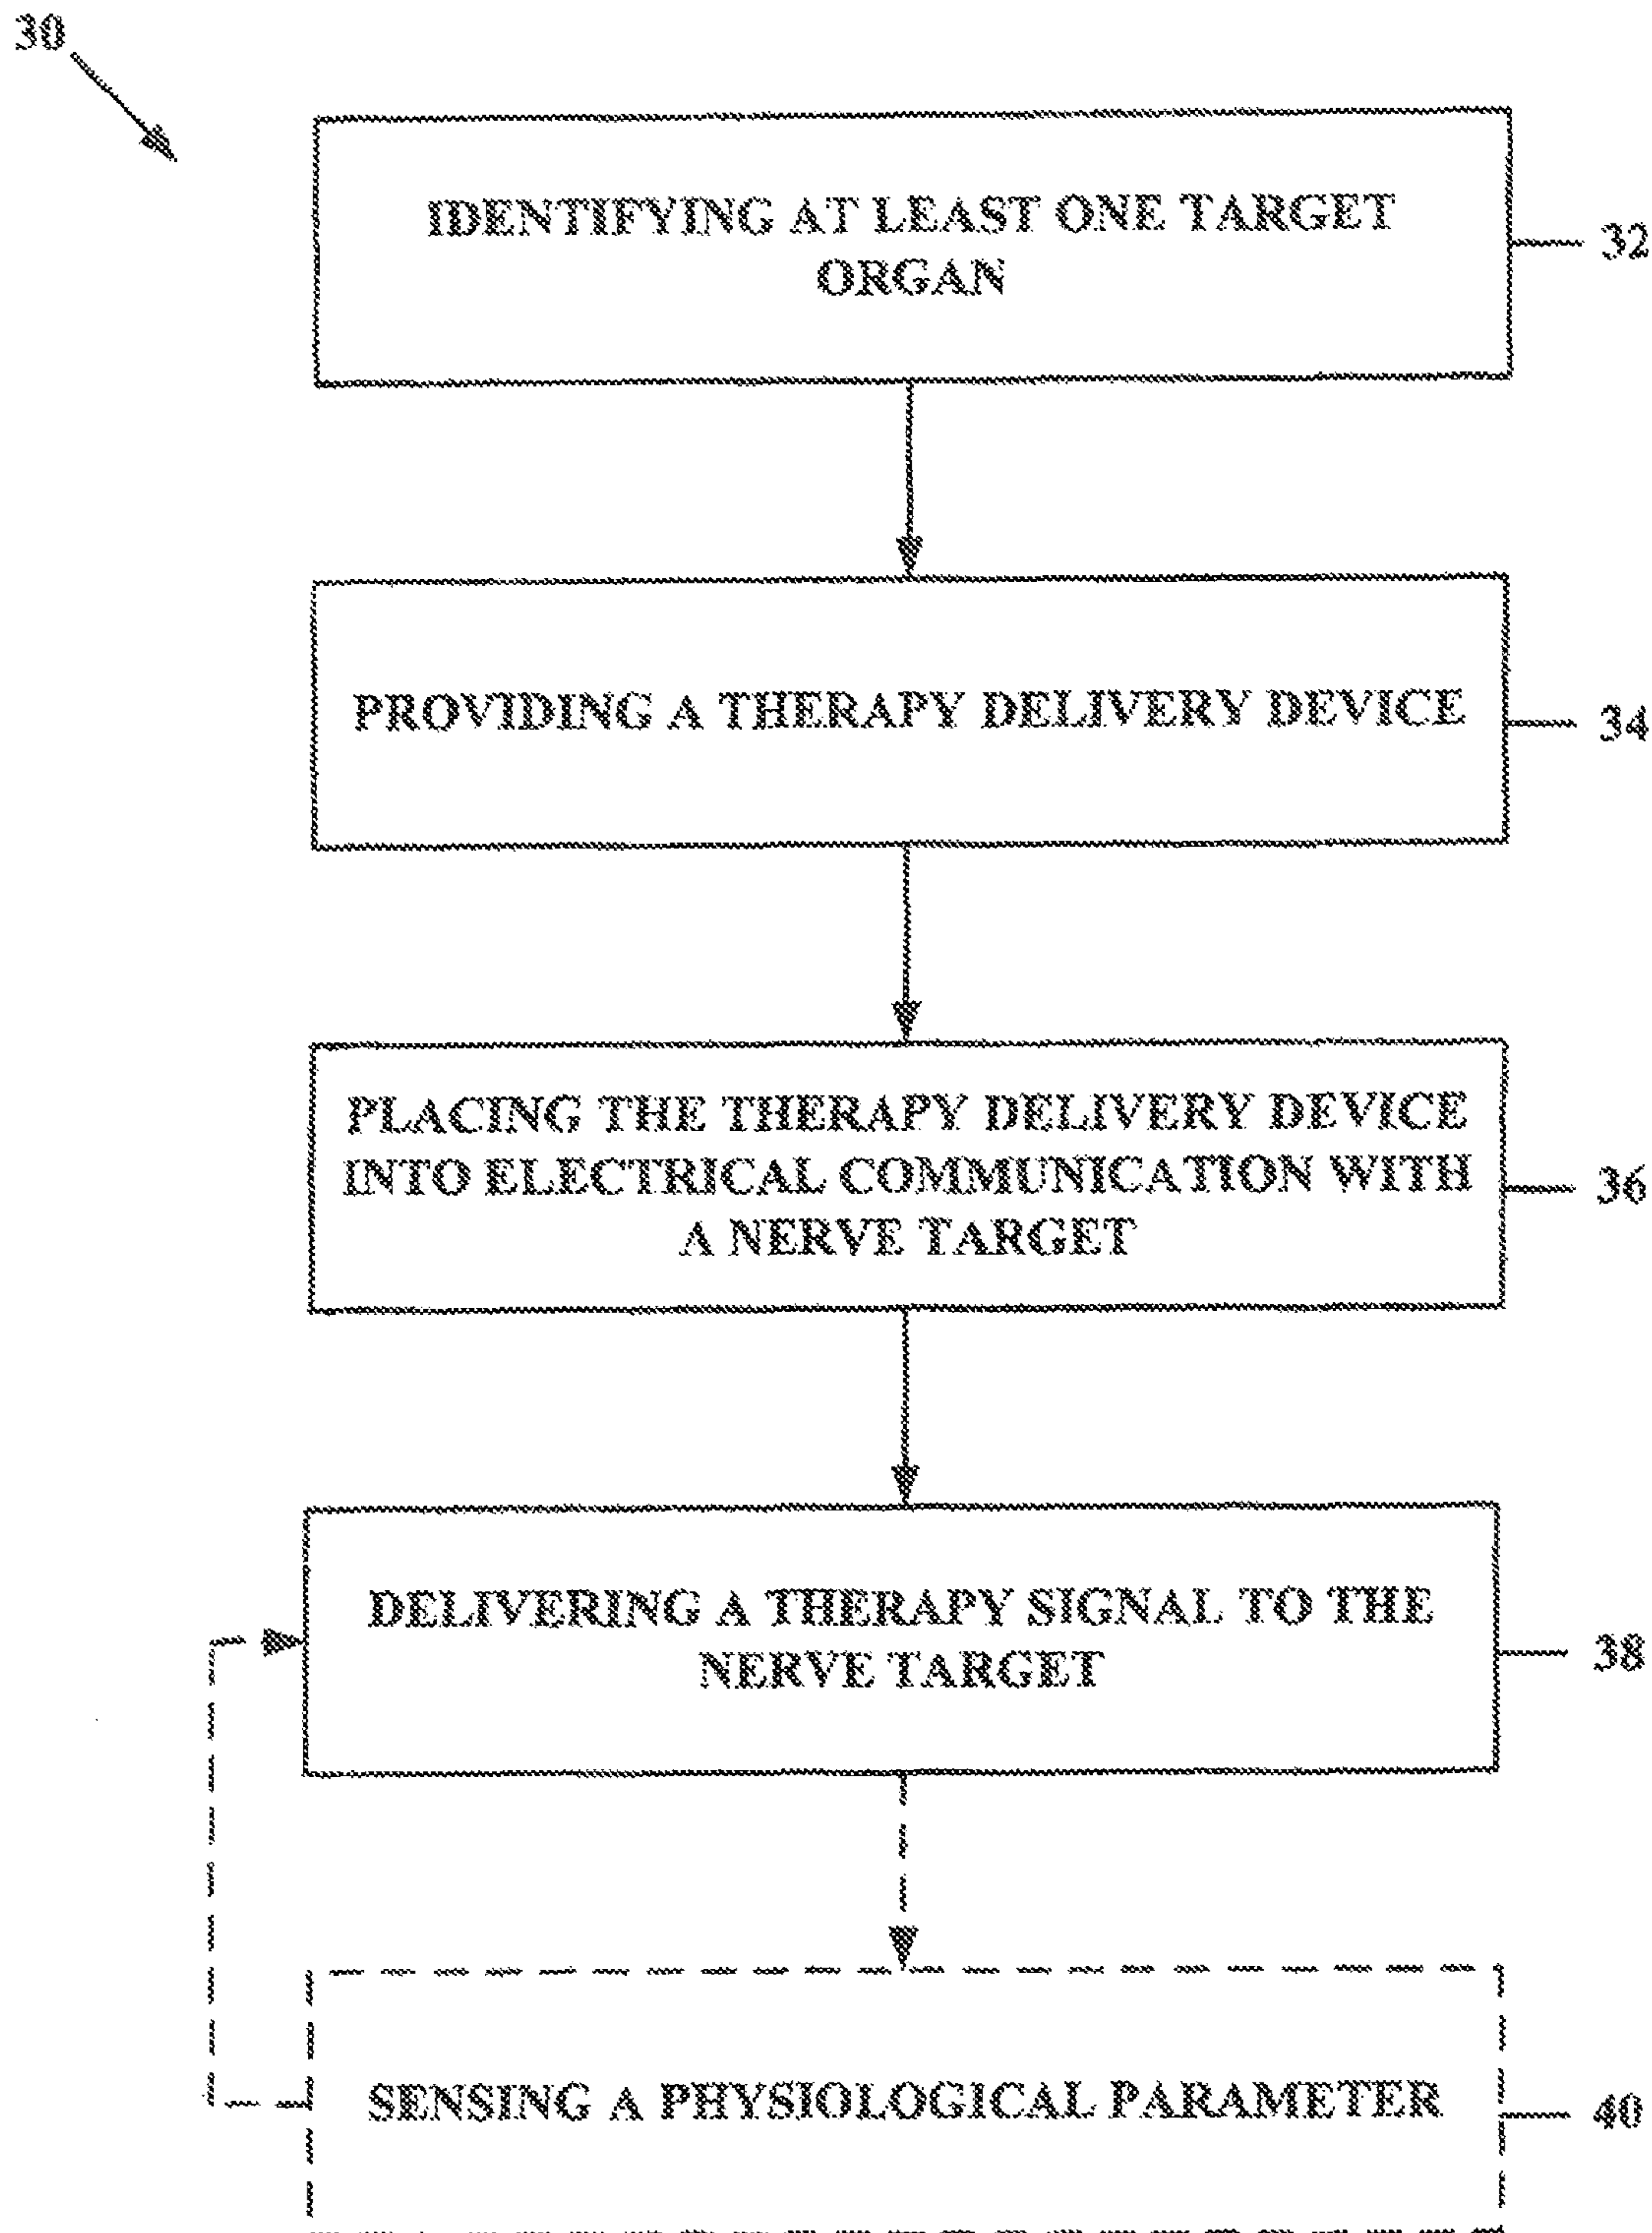 30
IDENTIFYING AT LEAST ONE TARGET
ORGAN
32
PROVIDING A THERAPY DELIVERY DEVICE
34
PLACING THE THERAPY DELIVERY DEVICE
INTO ELECTRICAL COMMUNICATION WITH
A NERVE TARGET
36
DELIVERING A THERAPY SIGNAL TO THE
NERVE TARGET
38
SENSING A PHYSIOLOGICAL PARAMETER
40